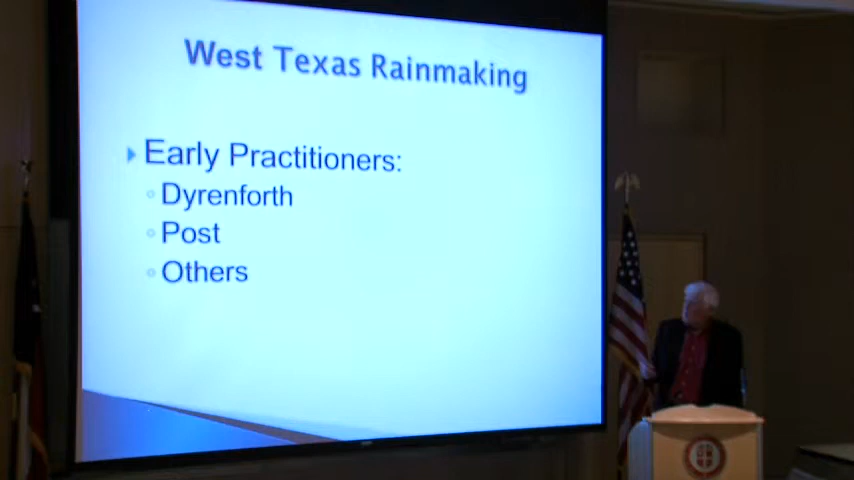 West Texas Rainmaking
Early Practitioners:
Dyrenforth
Post
Others